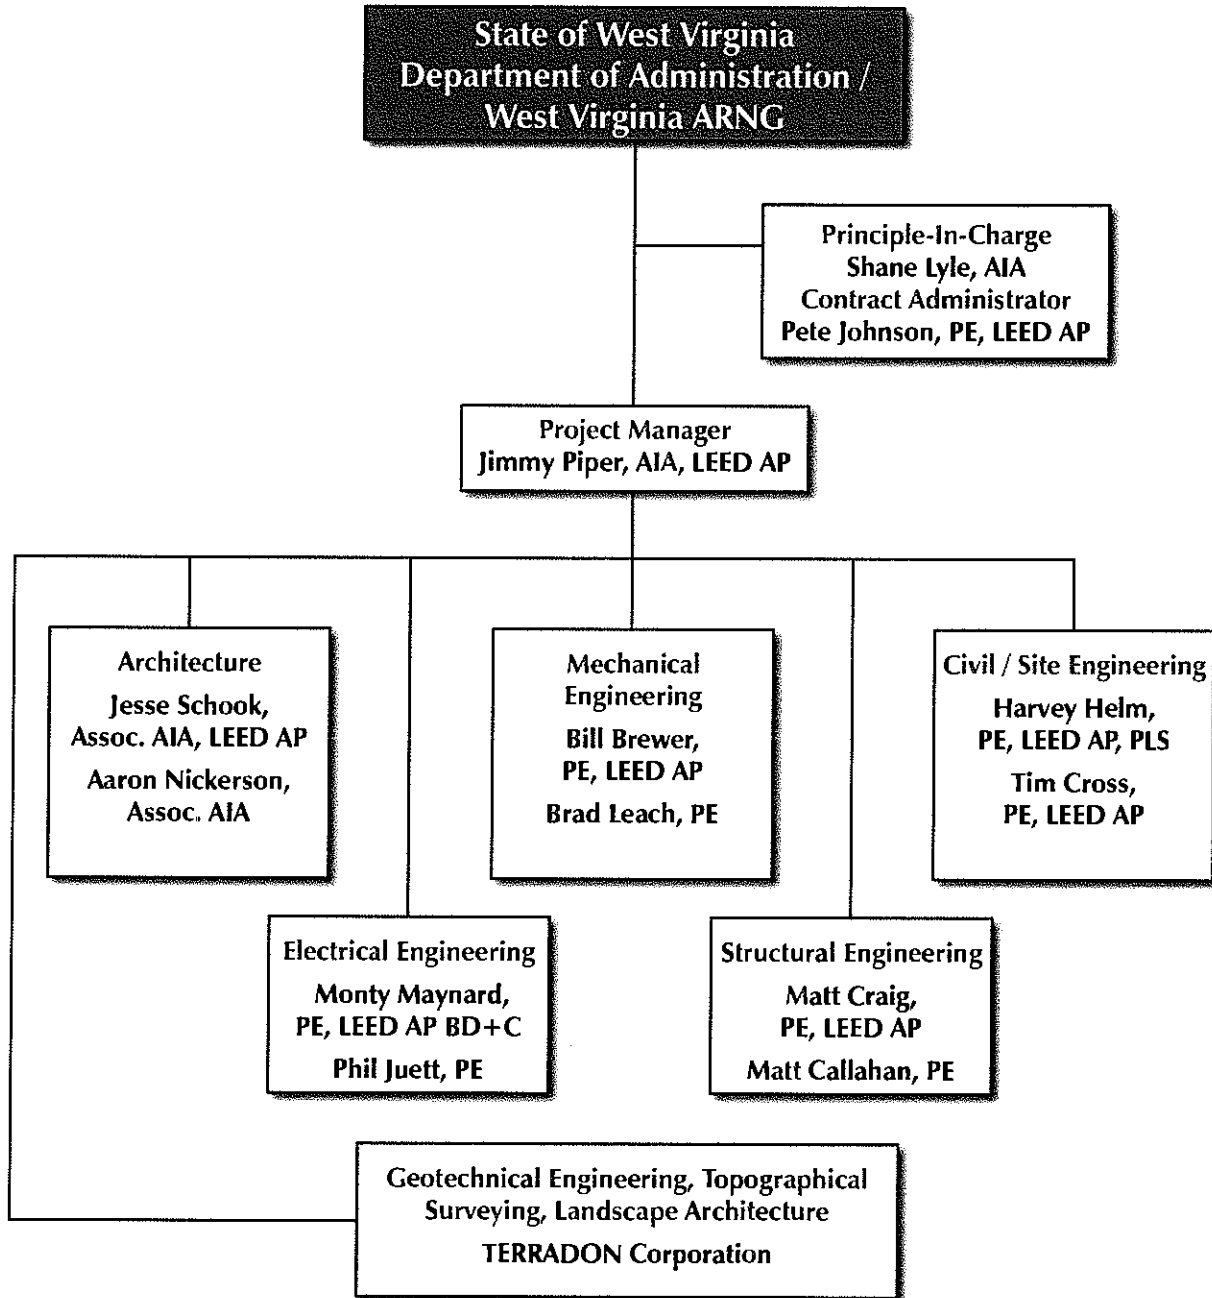 State of West Virginia
Department of Administration /
West Virginia ARNG
Principle-In-Charge
Shane Lyle, AIA
Contract Administrator
Pete Johnson, PE, LEED AP
Project Manager
Jimmy Piper, AIA, LEED AP
Architecture
Jesse Schook,
Assoc. AIA, LEED AP
Aaron Nickerson,
Assoc. AIA
Mechanical
Engineering
Bill Brewer,
PE, LEED AP
Brad Leach, PE
Civil / Site Engineering
Harvey Helm,
PE, LEED AP, PLS
Tim Cross,
PE, LEED AP
Electrical Engineering
Monty Maynard,
PE, LEED AP BD+C
Phil Juett, PE
Structural Engineering
Matt Craig,
PE, LEED AP
Matt Callahan, PE
Geotechnical Engineering, Topographical
Surveying, Landscape Architecture
TERRADON Corporation